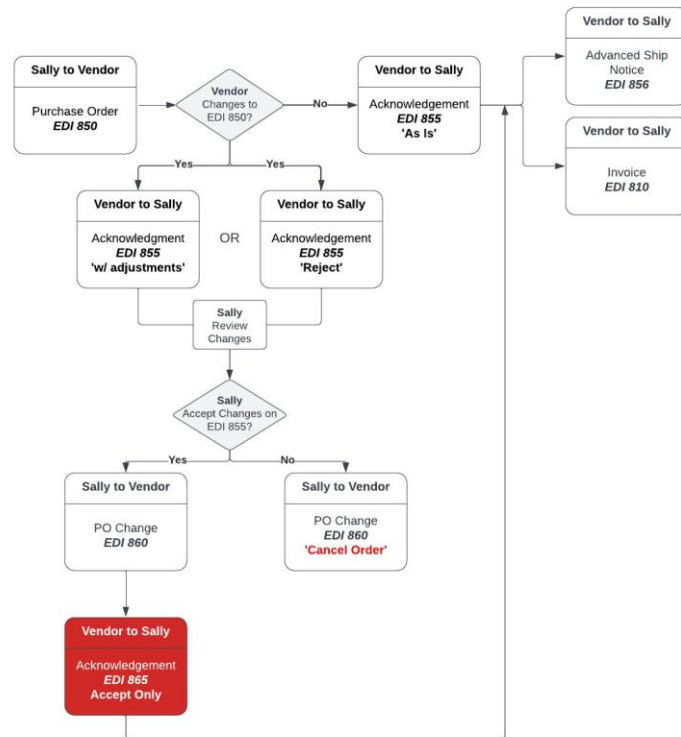 Sally to Vendor
Purchase Order
EDI 850
Vendor
Changes to
EDI 850?
No
Vendor to Sally
Acknowledgement
EDI 855
'As Is'
Vendor to Sally
Advanced Ship
Notice
EDI 856
Vendor to Sally
Invoice
EDI 810
Yes
Yes
Vendor to Sally
Acknowledgment
EDI 855
'w/ adjustments'
OR
Vendor to Sally
Acknowledgement
EDI 855
'Reject'
Sally
Review
Changes
Sally
Accept Changes on
EDI 855?
Yes
No
Sally to Vendor
PO Change
EDI 860
Sally to Vendor
PO Change
EDI 860
'Cancel Order'
Vendor to Sally
Acknowledgement
EDI 865
Accept Only